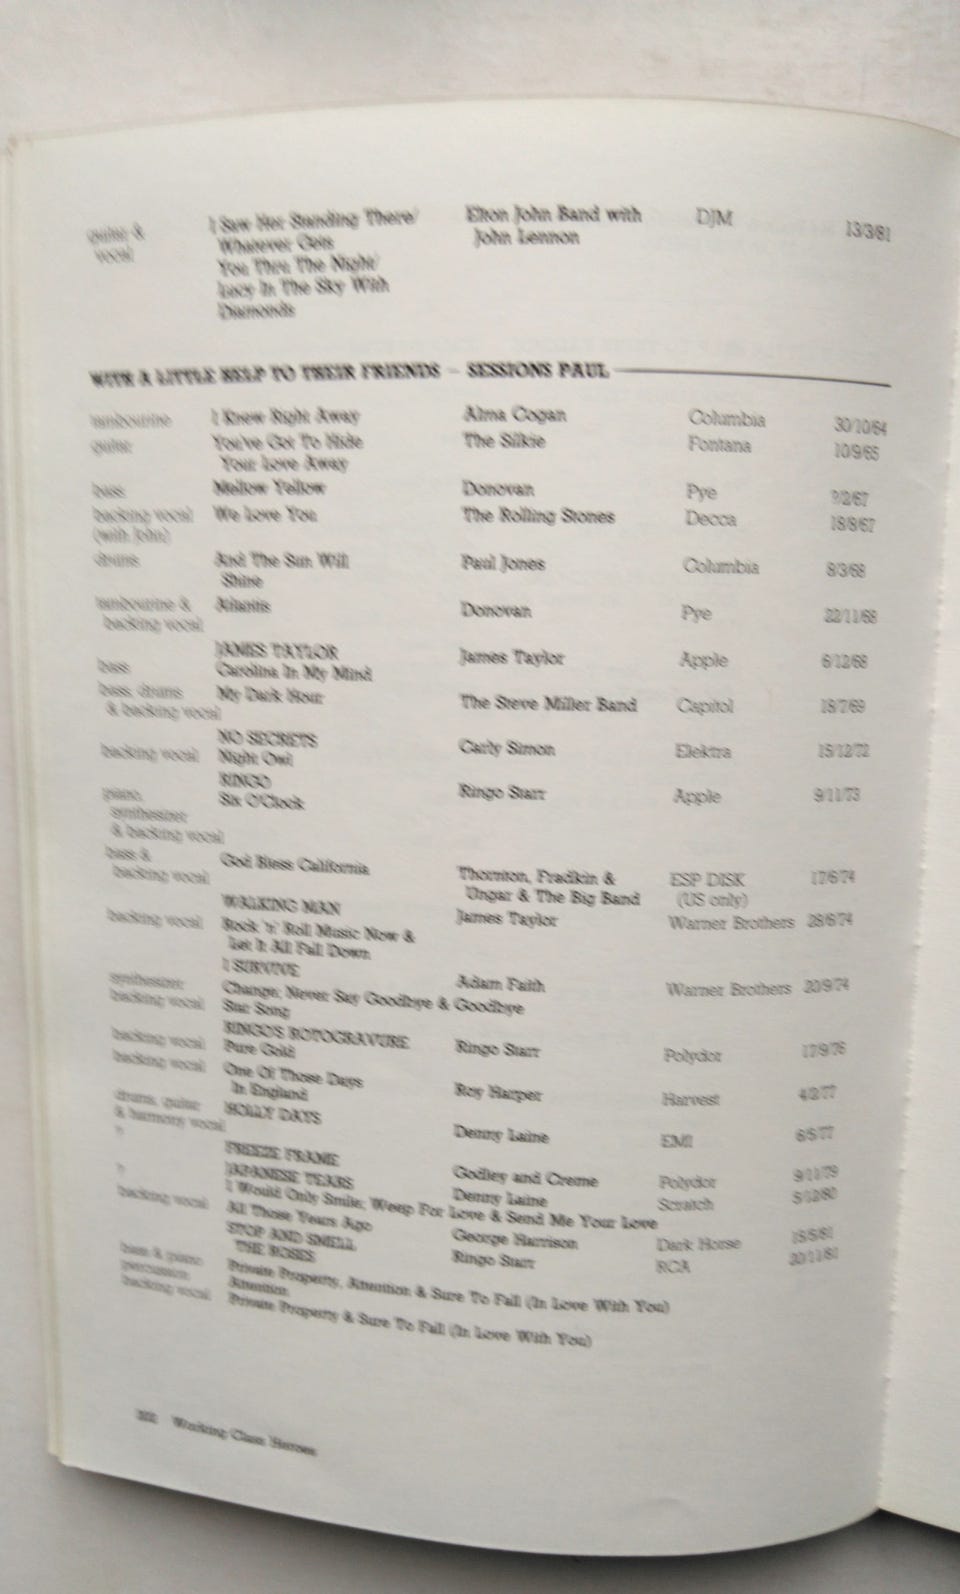 guitar & vocal I Saw Her Standing There/ Elton John Band with DJM 13/3/81
Whatever Gets John Lennon
You Thru The Night/
Lucy In The Sky With
Diamonds
WITH A LITTLE HELP TO THEIR FRIENDS – SESSIONS PAUL
tambourine I Knew Right Away Alma Cogan Columbia 30/10/64
guitar You've Got To Hide The Silkie Fontana 10/9/65
Your Love Away
bass Mellow Yellow Donovan Pye /2/67
backing vocal We Love You The Rolling Stones Decca 18/8/67
(with John)
drums And The Sun Will Paul Jones Columbia 8/3/68
Shine
tambourine & Atlantis Donovan Pye 22/11/68
backing vocal
JAMES TAYLOR
bass Carolina In My Mind James Taylor Apple 6/12/68
bass, drums My Dark Hour The Steve Miller Band Capitol 18/7/69
& backing vocal
NO SECRETS
backing vocal Night Owl Carly Simon Elektra 15/12/72
RINGO
piano, Six O'Clock Ringo Starr Apple 9/11/73
synthesizer
& backing vocal
bass & God Bless California Thornton, Fradkin & ESP DISK 17/6/74
backing vocal Ungar & The Big Band (US only)
WALKING MAN
backing vocal Rock 'n' Roll Music Now & James Taylor Warner Brothers 28/6/74
Let It All Fall Down
I SURVIVE
synthesizer Change, Never Say Goodbye & Goodbye Adam Faith Warner Brothers 20/9/74
backing vocal Star Song
RINGO'S ROTOGRAVURE
backing vocal Pure Gold Ringo Starr Polydor 17/9/76
backing vocal One Of Those Days Roy Harper Harvest 4/2/77
In England
drums, guitar HOLLY DAYS Denny Laine EMI 6/5/77
& harmony vocal
? FREEZE FRAME Godley and Creme Polydor 9/11/79
JAPANESE TEARS Denny Laine Scratch 5/12/80
? I Would Only Smile, Weep For Love & Send Me Your Love
backing vocal All Those Years Ago George Harrison Dark Horse 15/5/81
STOP AND SMELL Ringo Starr RCA 20/11/81
THE ROSES
bass & piano Private Property, Attention & Sure To Fall (In Love With You)
percussion Attention
backing vocal Private Property & Sure To Fall (In Love With You)
Working Class Heroes